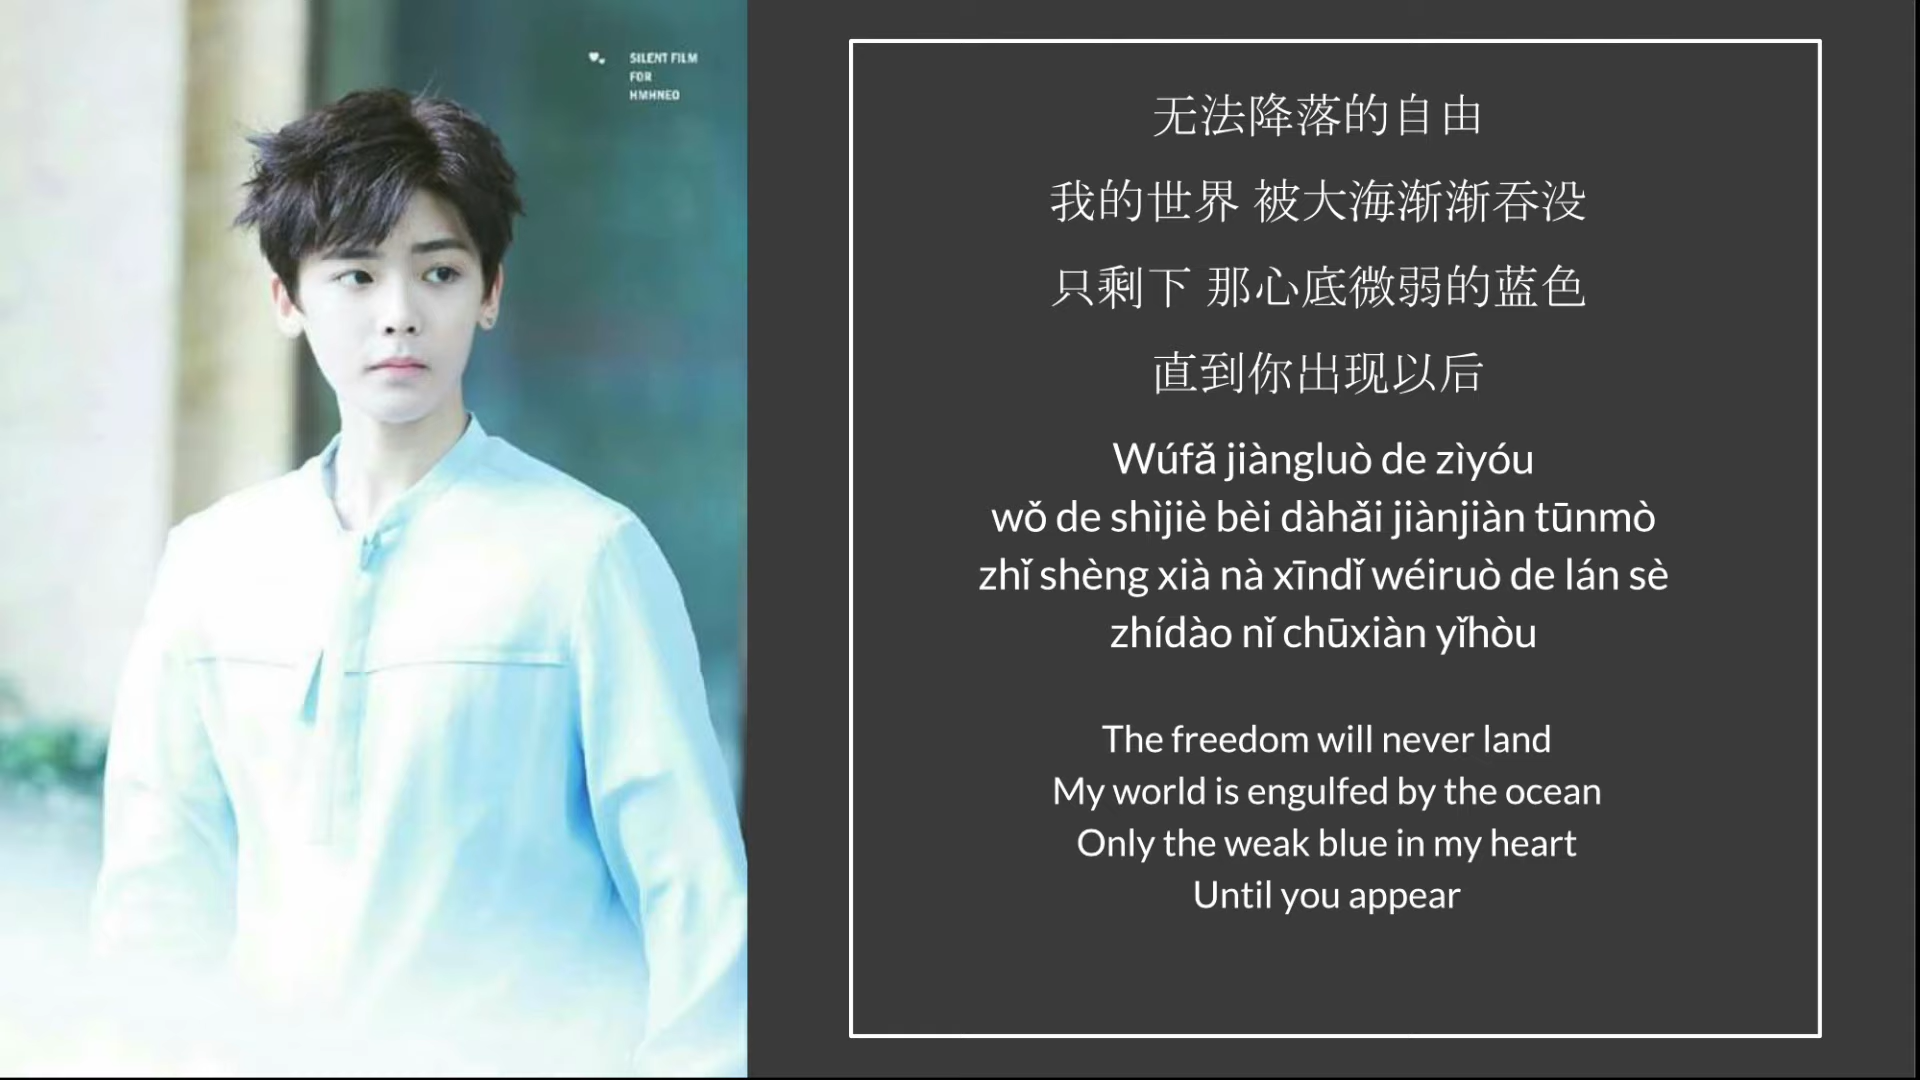 SILENT FILM
FOR
HMHNEO
无法降落的自由
我的世界 被大海渐渐吞没
只剩下 那心底微弱的蓝色
直到你出现以后
Wúfǎ jiàngluò de zìyóu
wǒ de shìjiè bèi dàhǎi jiànjiàn tūnmò
zhǐ shèng xià nà xīndǐ wéiruò de lán sè
zhídào nǐ chūxiàn yǐhòu
The freedom will never land
My world is engulfed by the ocean
Only the weak blue in my heart
Until you appear